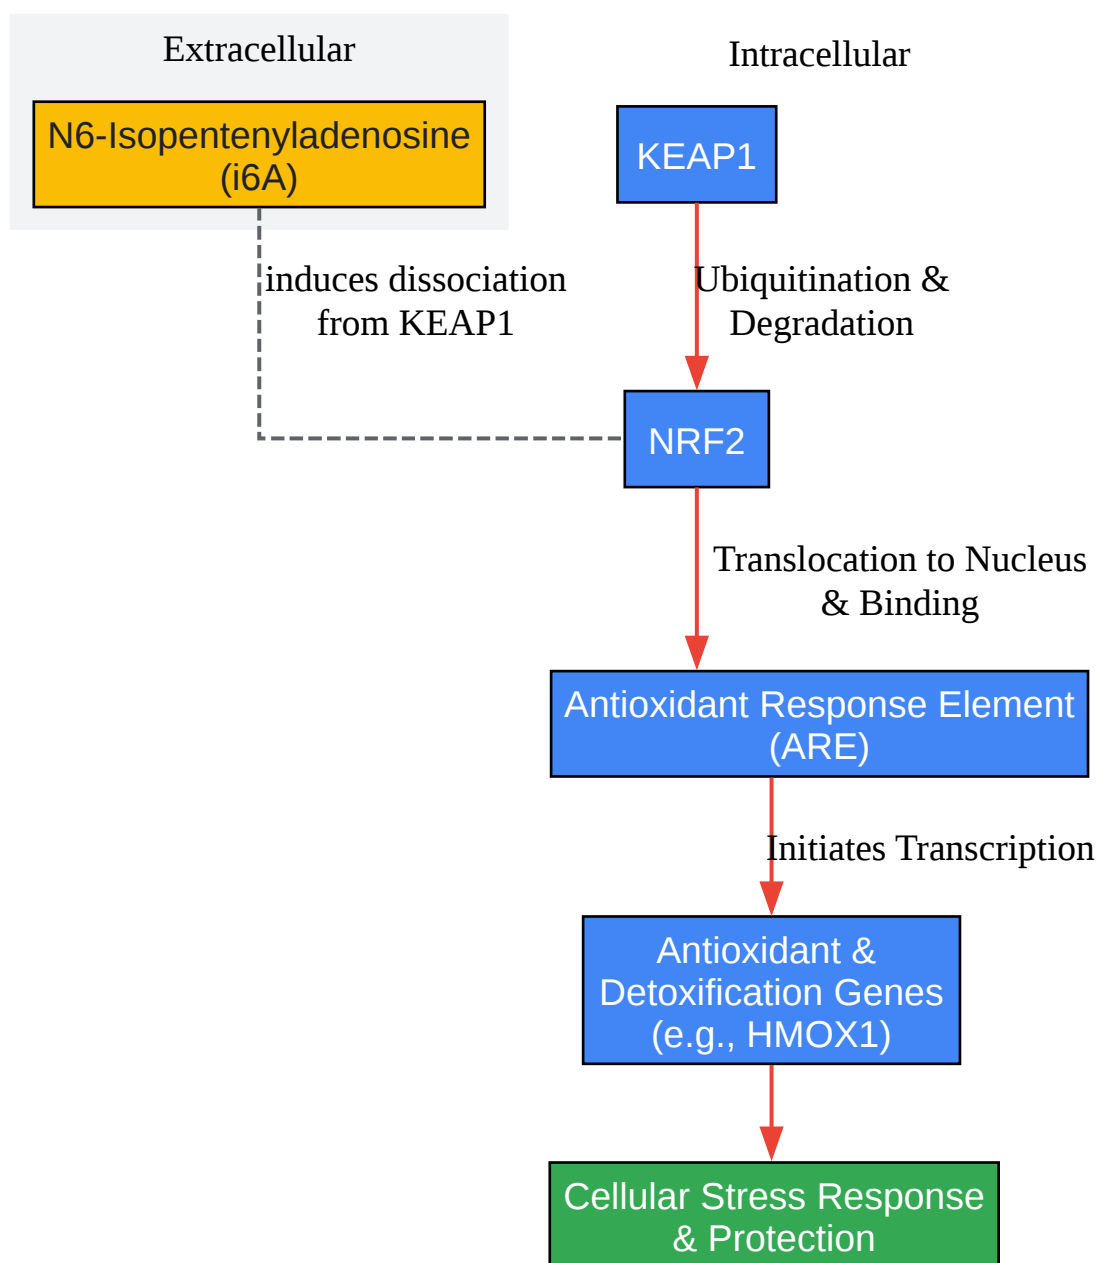 Extracellular
Intracellular
N6-Isopentenyladenosine
(i6A)
KEAP1
induces dissociation
from KEAP1
Ubiquitination &
Degradation
NRF2
Translocation to Nucleus
& Binding
Antioxidant Response Element
(ARE)
Initiates Transcription
Antioxidant &
Detoxification Genes
(e.g., HMOX1)
Cellular Stress Response
& Protection